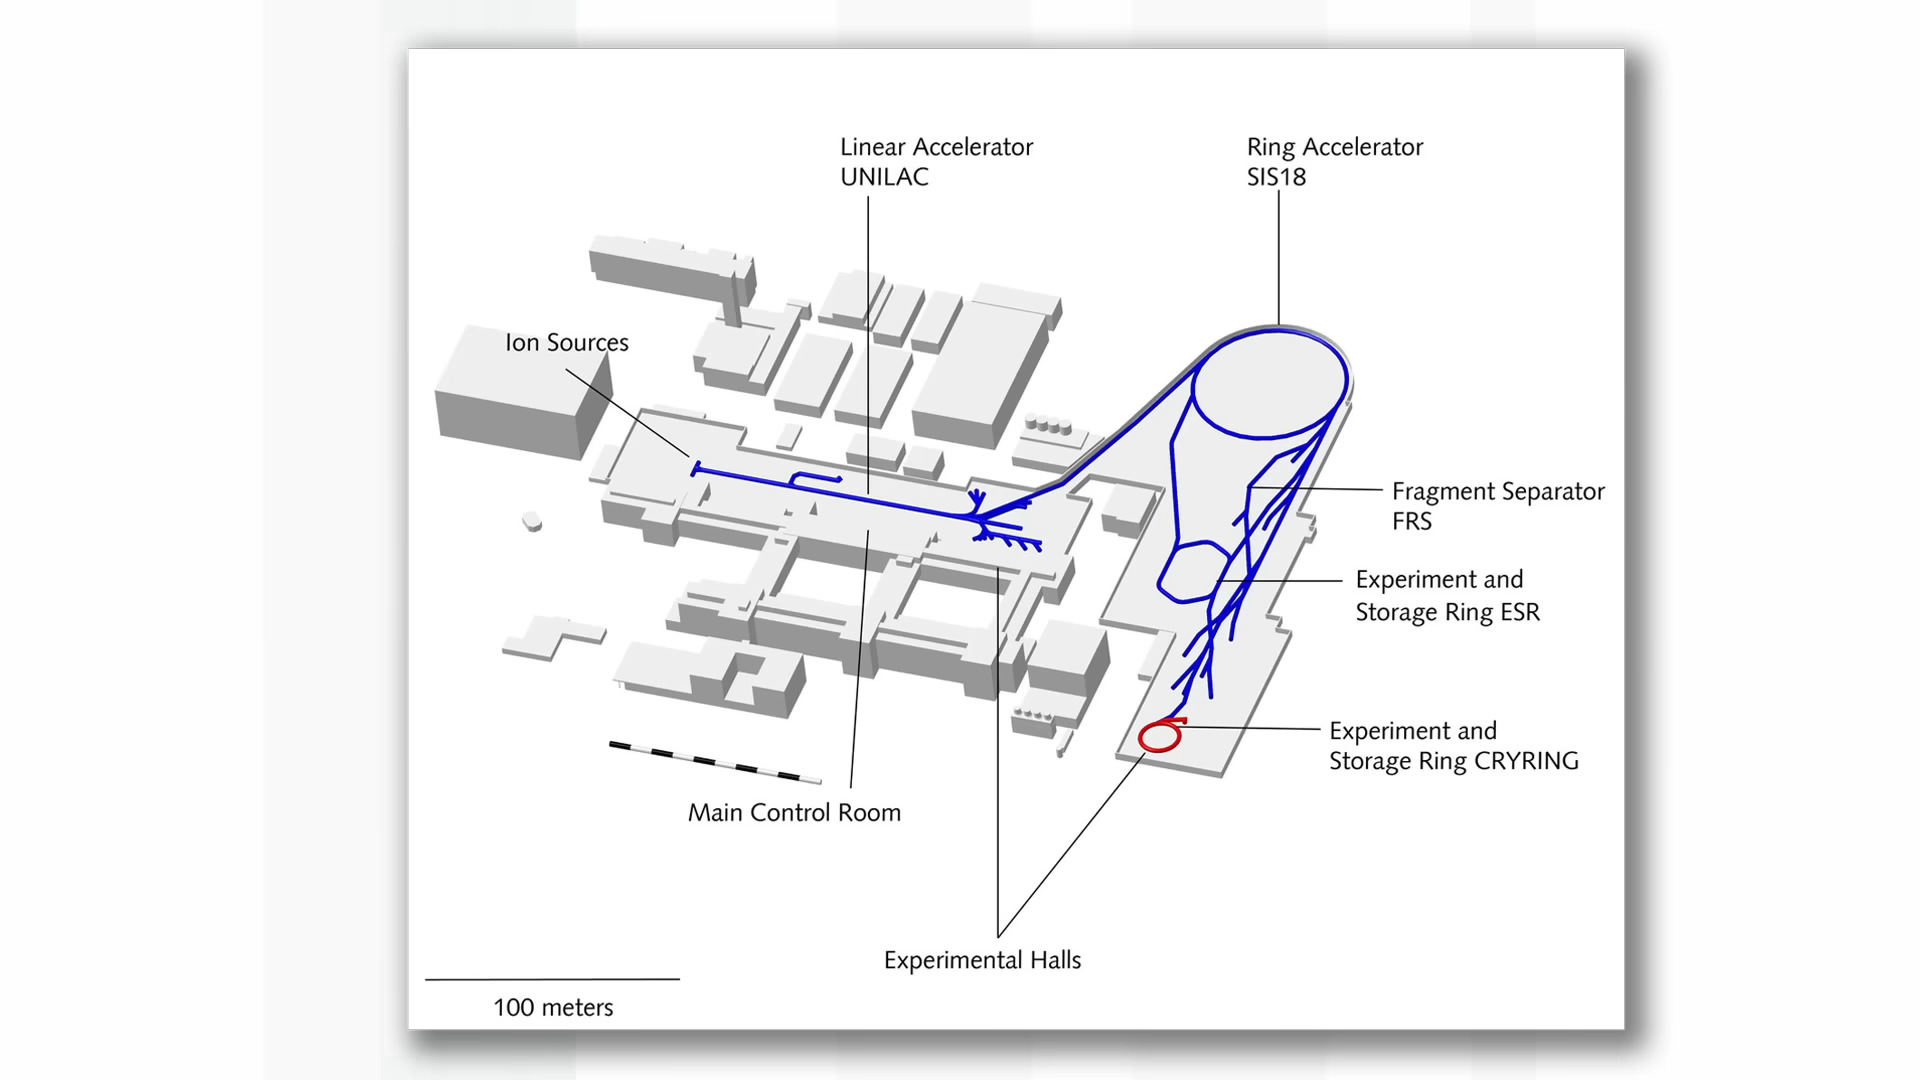 Linear Accelerator
UNILAC
Ring Accelerator
SIS18
Ion Sources
Fragment Separator
FRS
Experiment and
Storage Ring ESR
Experiment and
Storage Ring CRYRING
Main Control Room
Experimental Halls
100 meters